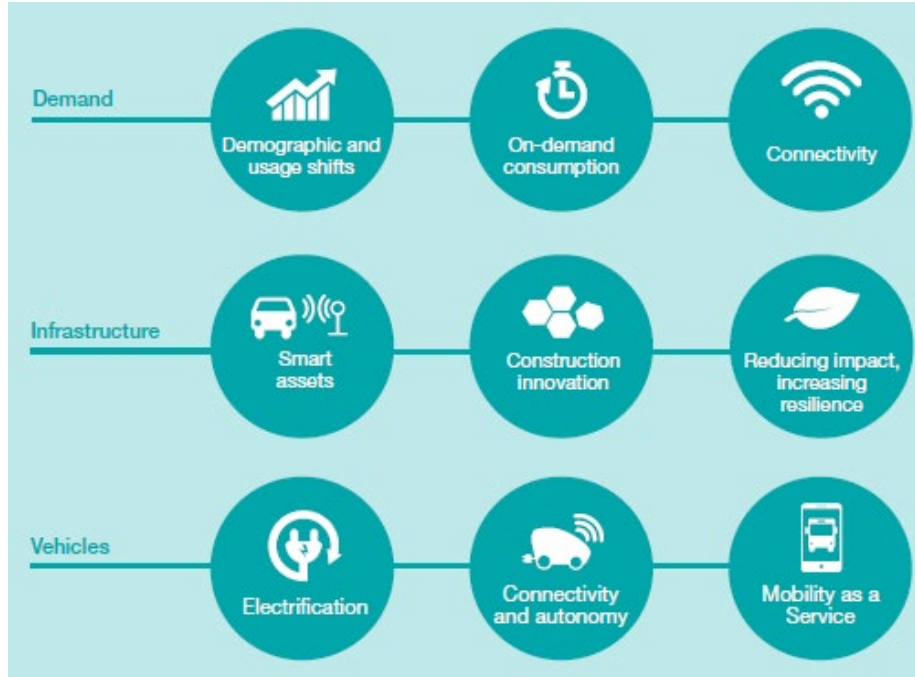 Demand
Demographic and
usage shifts
On-demand
consumption
Connectivity
Infrastructure
Smart
assets
Construction
innovation
Reducing impact,
increasing
resilience
Vehicles
Electrification
Connectivity
and autonomy
Mobility as a
Service